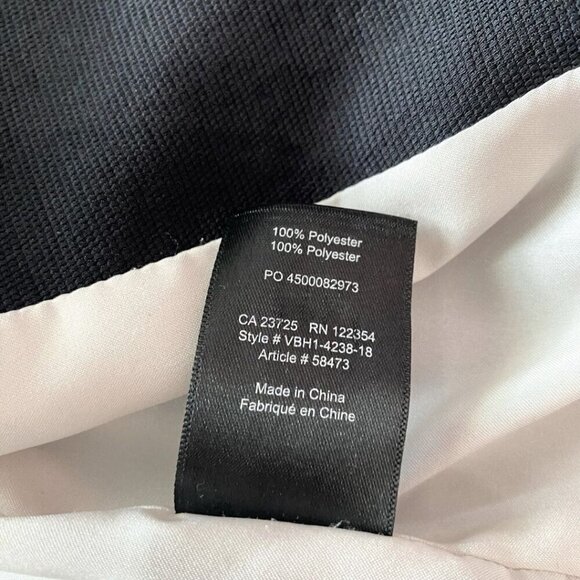 100% Polyester
100% Polyester
PO 4500082973
CA 23725 RN 122354
Style # VBH1-4238-18
Article # 58473
Made in China
Fabriqué en Chine